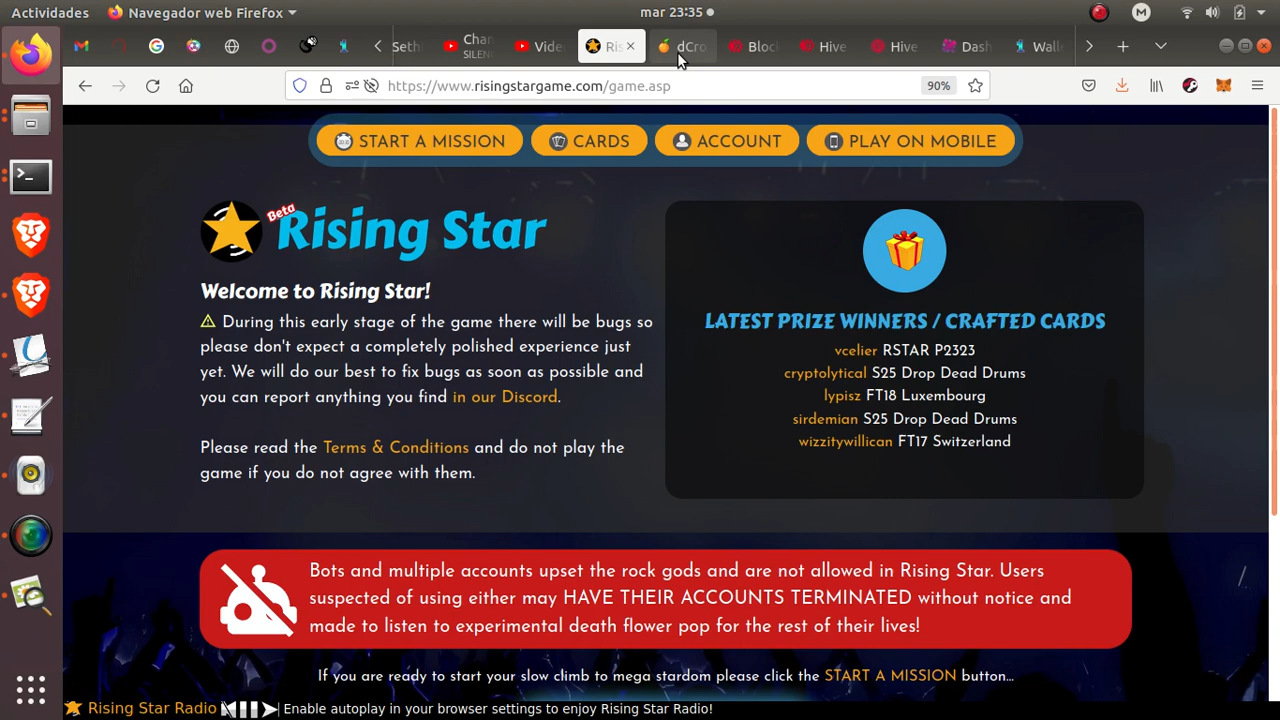 Actividades
Navegador web Firefox
mar 23:35
M
Seth
Chan
SILEN
Vide
Ris
dCro
Bloc
Hive
Hive
Dash
Walle
https://www.risingstargame.com/game.asp
90%
START A MISSION
CARDS
ACCOUNT
PLAY ON MOBILE
Beta
Rising Star
Welcome to Rising Star!
⚠ During this early stage of the game there will be bugs so
please don't expect a completely polished experience just
yet. We will do our best to fix bugs as soon as possible and
you can report anything you find in our Discord.
Please read the Terms & Conditions and do not play the
game if you do not agree with them.
LATEST PRIZE WINNERS / CRAFTED CARDS
vcelier RSTAR P2323
cryptolytical S25 Drop Dead Drums
lypisz FT18 Luxembourg
sirdemian S25 Drop Dead Drums
wizzitywillican FT17 Switzerland
Bots and multiple accounts upset the rock gods and are not allowed in Rising Star. Users
suspected of using either may HAVE THEIR ACCOUNTS TERMINATED without notice and
made to listen to experimental death flower pop for the rest of their lives!
If you are ready to start your slow climb to mega stardom please click the START A MISSION button...
Rising Star Radio
Enable autoplay in your browser settings to enjoy Rising Star Radio!